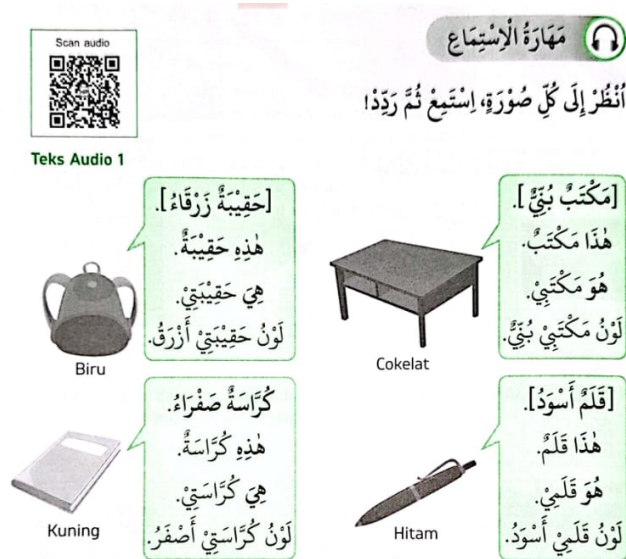 مَهَارَةُ الْاِسْتِمَاعِ
Scan audio
Teks Audio 1
اُنْظُرْ إِلَى كُلِّ صُوْرَةٍ، اِسْتَمِعْ ثُمَّ رَدِّدْ!
[مَكْتَبٌ بُنِّيٌّ].
هٰذَا مَكْتَبٌ.
هُوَ مَكْتَبِيْ.
لَوْنُ مَكْتَبِيْ بُنِّيٌّ.
Cokelat
[حَقِيْبَةٌ زَرْقَاءُ].
هٰذِهِ حَقِيْبَةٌ.
هِيَ حَقِيْبَتِيْ.
لَوْنُ حَقِيْبَتِيْ أَزْرَقُ.
Biru
[قَلَمٌ أَسْوَدُ].
هٰذَا قَلَمٌ.
هُوَ قَلَمِيْ.
لَوْنُ قَلَمِيْ أَسْوَدُ.
Hitam
كُرَّاسَةٌ صَفْرَاءُ.
هٰذِهِ كُرَّاسَةٌ.
هِيَ كُرَّاسَتِيْ.
لَوْنُ كُرَّاسَتِيْ أَصْفَرُ.
Kuning